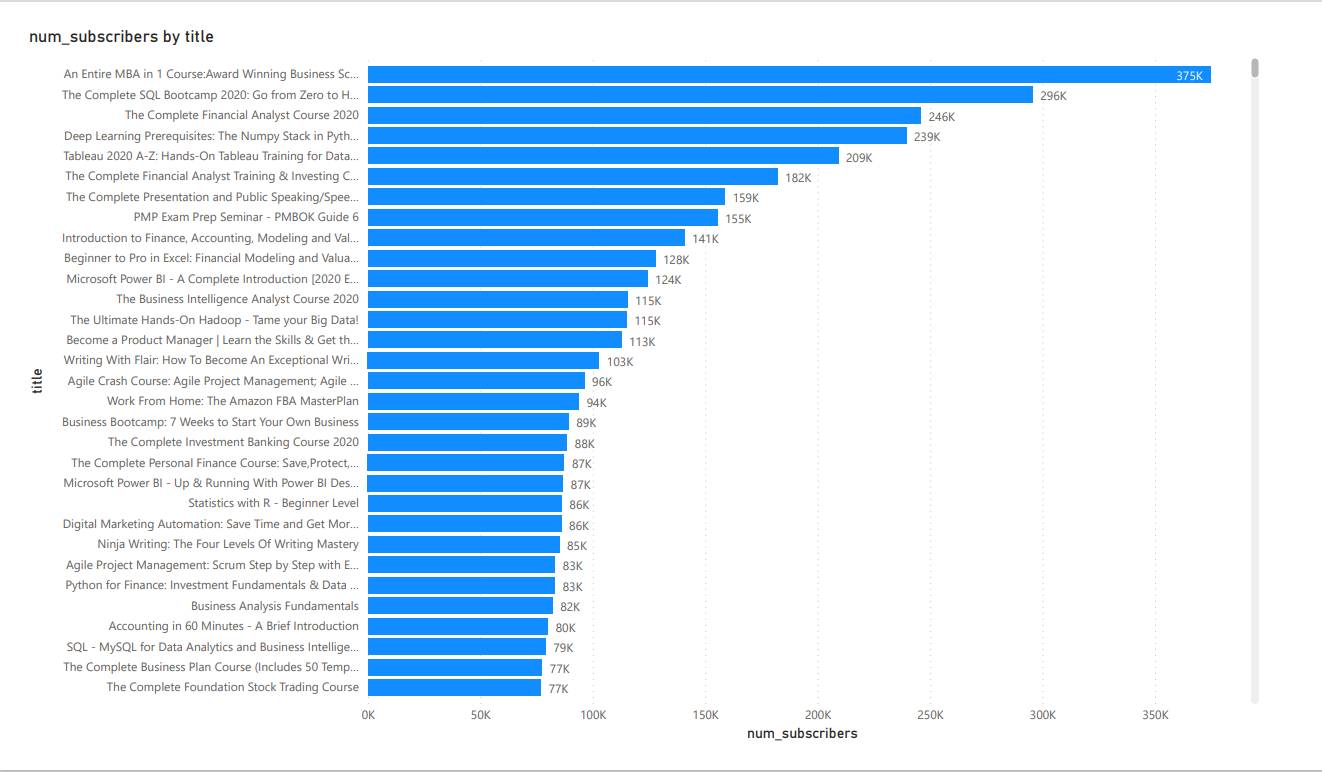 num_subscribers by title
An Entire MBA in 1 Course:Award Winning Business Sc... 375K
The Complete SQL Bootcamp 2020: Go from Zero to H... 296K
The Complete Financial Analyst Course 2020 246K
Deep Learning Prerequisites: The Numpy Stack in Pyth... 239K
Tableau 2020 A-Z: Hands-On Tableau Training for Data... 209K
The Complete Financial Analyst Training & Investing C... 182K
The Complete Presentation and Public Speaking/Spee... 159K
PMP Exam Prep Seminar - PMBOK Guide 6 155K
Introduction to Finance, Accounting, Modeling and Val... 141K
Beginner to Pro in Excel: Financial Modeling and Valua... 128K
Microsoft Power BI - A Complete Introduction [2020 E... 124K
The Business Intelligence Analyst Course 2020 115K
The Ultimate Hands-On Hadoop - Tame your Big Data! 115K
Become a Product Manager | Learn the Skills & Get th... 113K
Writing With Flair: How To Become An Exceptional Wri... 103K
Agile Crash Course: Agile Project Management; Agile ... 96K
Work From Home: The Amazon FBA MasterPlan 94K
Business Bootcamp: 7 Weeks to Start Your Own Business 89K
The Complete Investment Banking Course 2020 88K
The Complete Personal Finance Course: Save,Protect,... 87K
Microsoft Power BI - Up & Running With Power BI Des... 87K
Statistics with R - Beginner Level 86K
Digital Marketing Automation: Save Time and Get Mor... 86K
Ninja Writing: The Four Levels Of Writing Mastery 85K
Agile Project Management: Scrum Step by Step with E... 83K
Python for Finance: Investment Fundamentals & Data ... 83K
Business Analysis Fundamentals 82K
Accounting in 60 Minutes - A Brief Introduction 80K
SQL - MySQL for Data Analytics and Business Intellige... 79K
The Complete Business Plan Course (Includes 50 Temp... 77K
The Complete Foundation Stock Trading Course 77K
title
0K 50K 100K 150K 200K 250K 300K 350K
num_subscribers